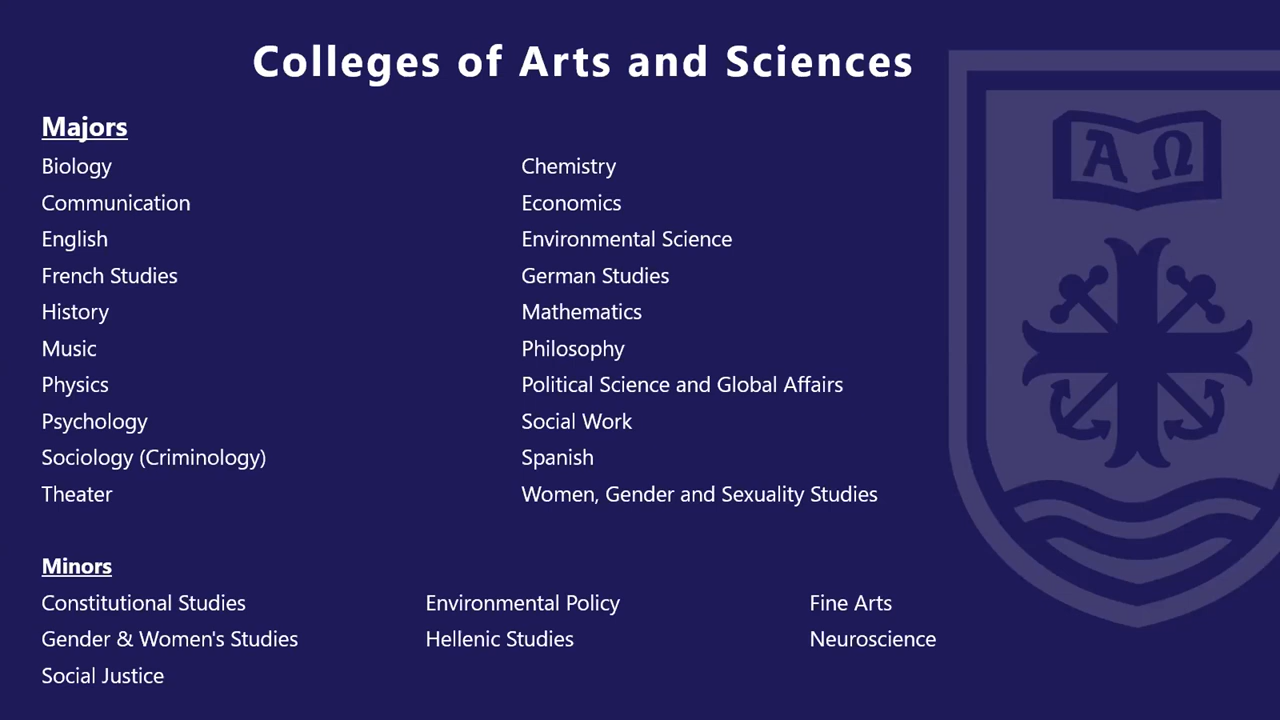 Colleges of Arts and Sciences
Majors
Biology
Chemistry
Communication
Economics
English
Environmental Science
French Studies
German Studies
History
Mathematics
Music
Philosophy
Physics
Political Science and Global Affairs
Psychology
Social Work
Sociology (Criminology)
Spanish
Theater
Women, Gender and Sexuality Studies
Minors
Constitutional Studies
Environmental Policy
Fine Arts
Gender & Women's Studies
Hellenic Studies
Neuroscience
Social Justice
Α Ω